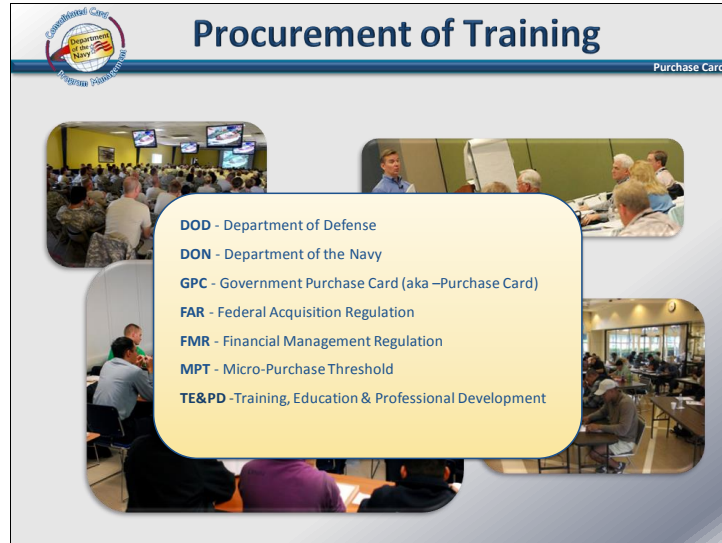 Consolidated Card
Department
of the
Navy
Program Management
Procurement of Training
Purchase Card
DOD - Department of Defense
DON - Department of the Navy
GPC - Government Purchase Card (aka –Purchase Card)
FAR - Federal Acquisition Regulation
FMR - Financial Management Regulation
MPT - Micro-Purchase Threshold
TE&PD -Training, Education & Professional Development